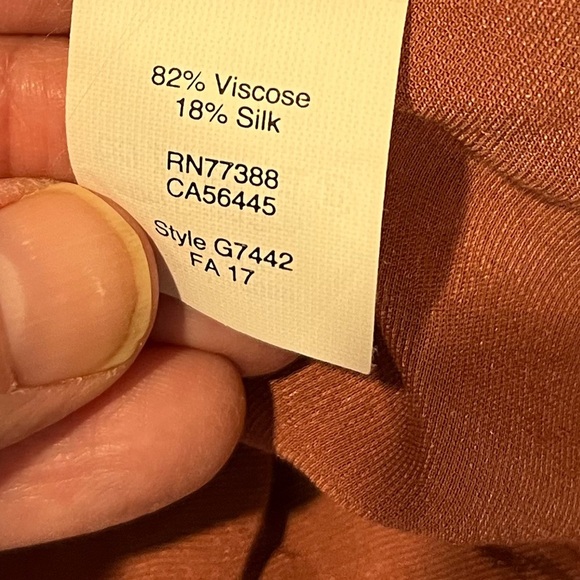 82% Viscose
18% Silk
RN77388
CA56445
Style G7442
FA 17